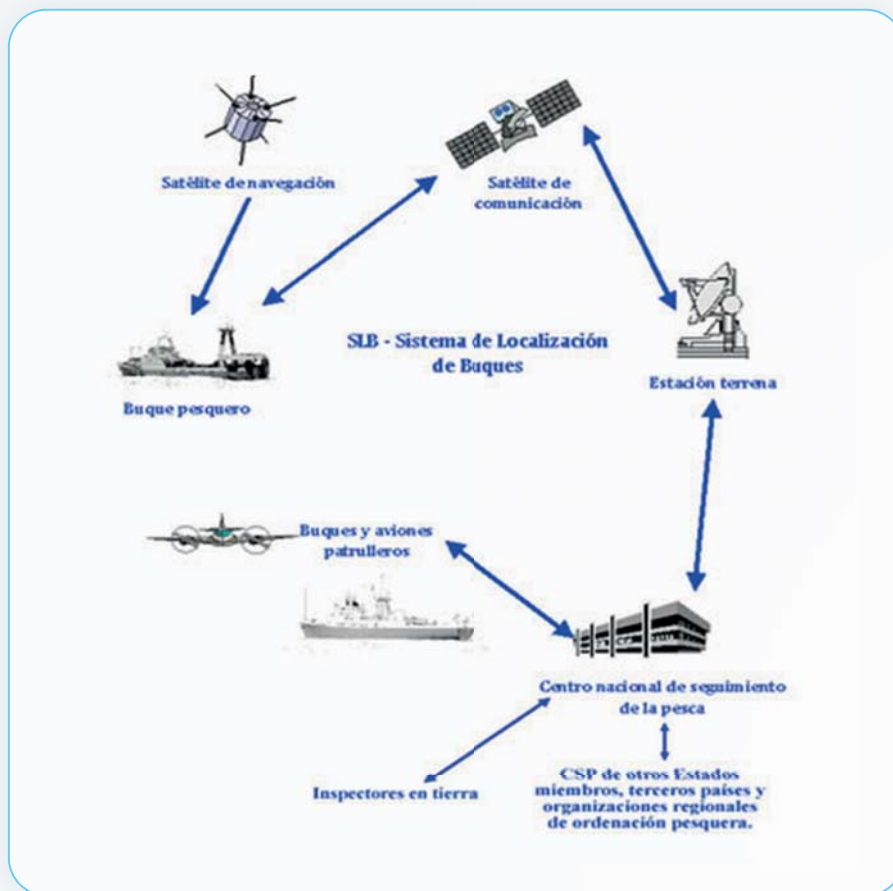 Satélite de navegación
Satélite de
comunicación
SLB - Sistema de Localización
de Buques
Estación terrena
Buque pesquero
Buques y aviones
patrulleros
Centro nacional de seguimiento
de la pesca
Inspectores en tierra
CSP de otros Estados
miembros, terceros países y
organizaciones regionales
de ordenación pesquera.